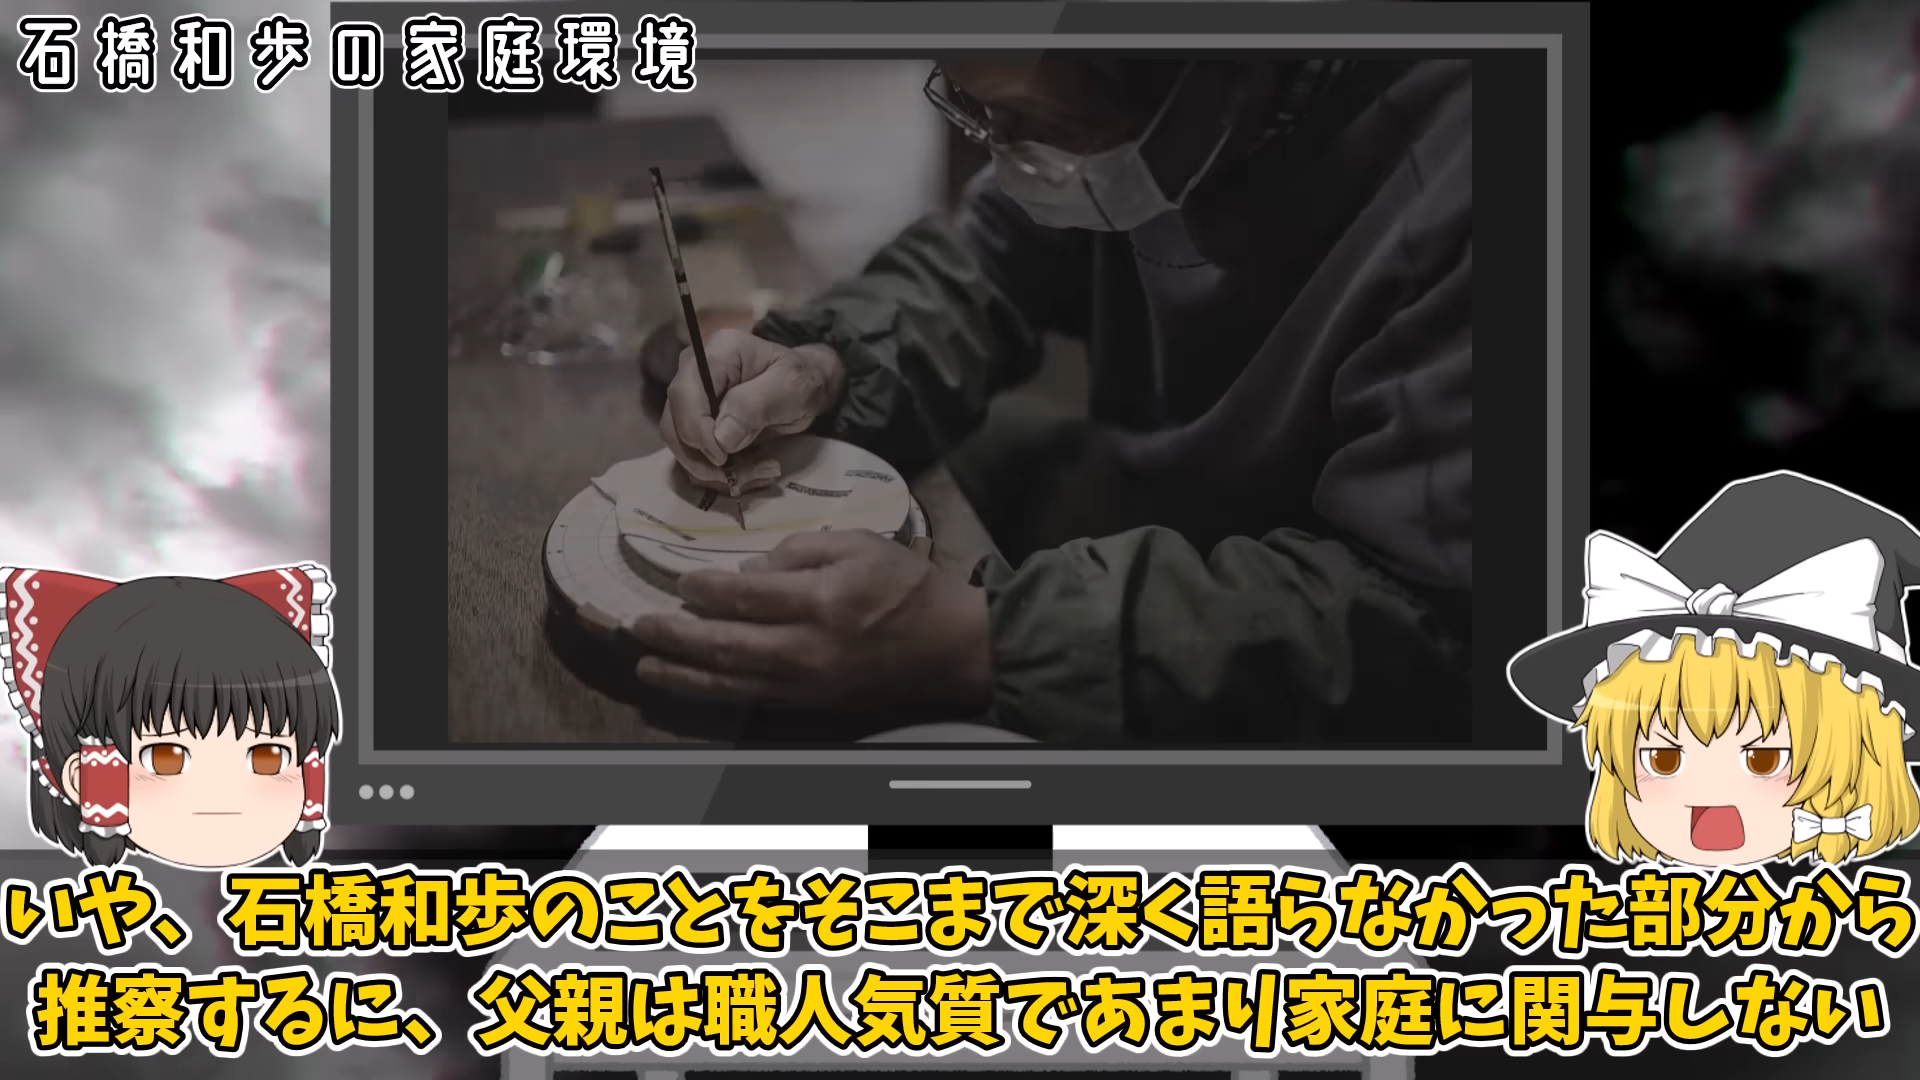 石橋和歩の家庭環境
いや、石橋和歩のことをそこまで深く語らなかった部分から
推察するに、父親は職人気質であまり家庭に関与しない